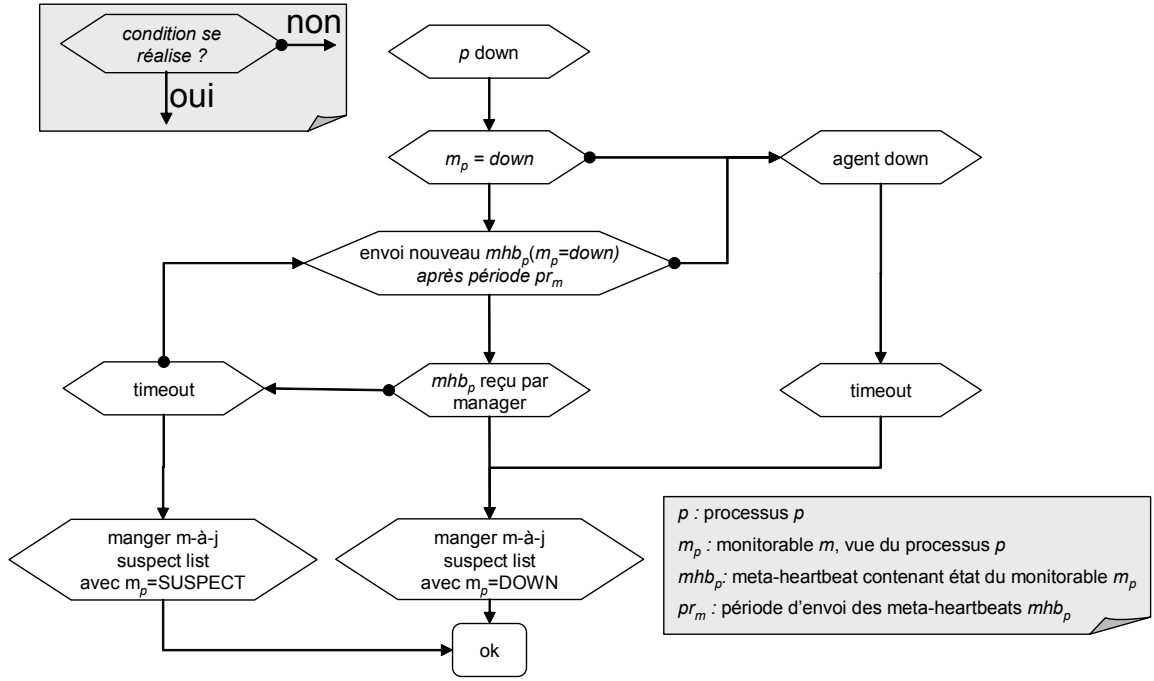 condition se
réalise ?
non
oui
p down
m_p = down
agent down
envoi nouveau mhb_p(m_p=down)
après période pr_m
timeout
mhb_p reçu par
manager
timeout
manger m-à-j
suspect list
avec m_p=SUSPECT
manger m-à-j
suspect list
avec m_p=DOWN
ok
p : processus p
m_p : monitorable m, vue du processus p
mhb_p: meta-heartbeat contenant état du monitorable m_p
pr_m : période d'envoi des meta-heartbeats mhb_p